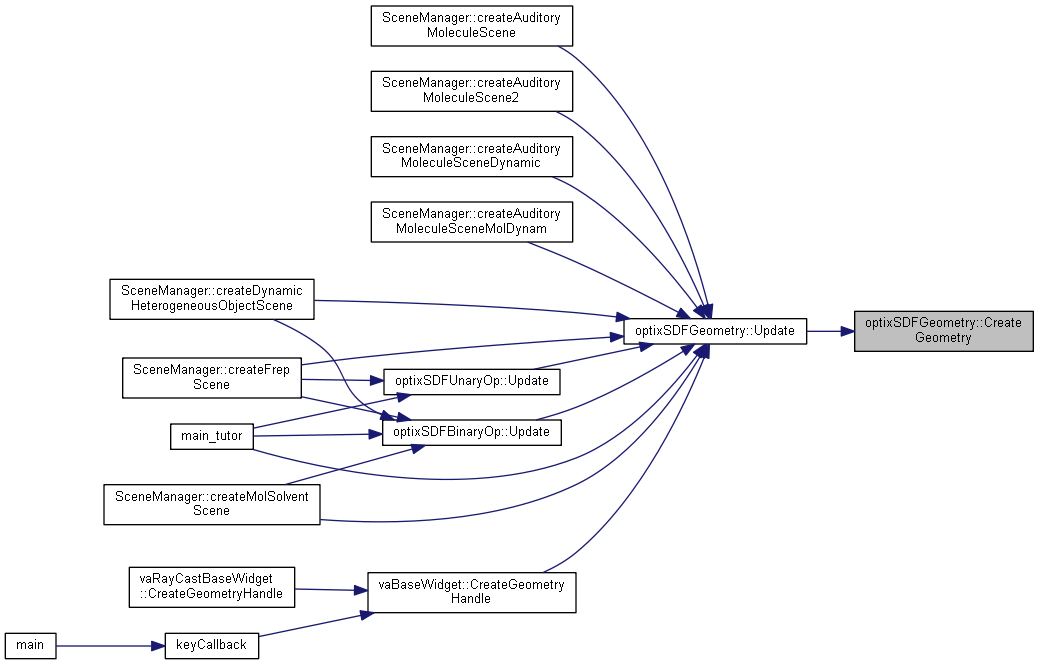 SceneManager::createAuditory
MoleculeScene
SceneManager::createAuditory
MoleculeScene2
SceneManager::createAuditory
MoleculeSceneDynamic
SceneManager::createAuditory
MoleculeSceneMolDynam
SceneManager::createDynamic
HeterogeneousObjectScene
optixSDFGeometry::Update
optixSDFGeometry::Create
Geometry
SceneManager::createFrep
Scene
optixSDFUnaryOp::Update
main_tutor
optixSDFBinaryOp::Update
SceneManager::createMolSolvent
Scene
vaRayCastBaseWidget
::CreateGeometryHandle
vaBaseWidget::CreateGeometry
Handle
main
keyCallback